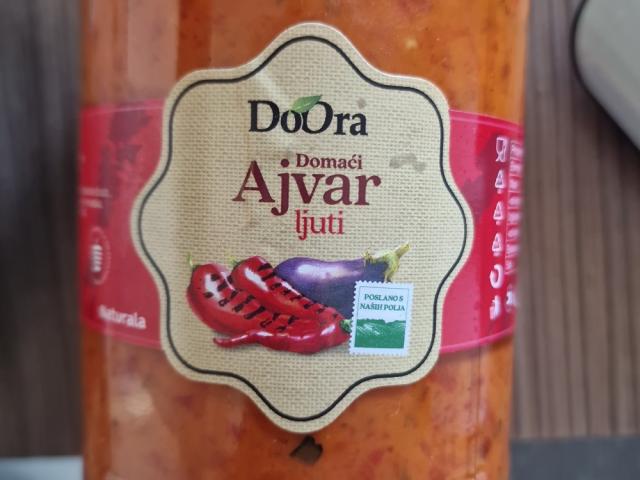 DoOra
Domaći
Ajvar
ljuti
POSLANO S
NAŠIH POLJA
Naturala